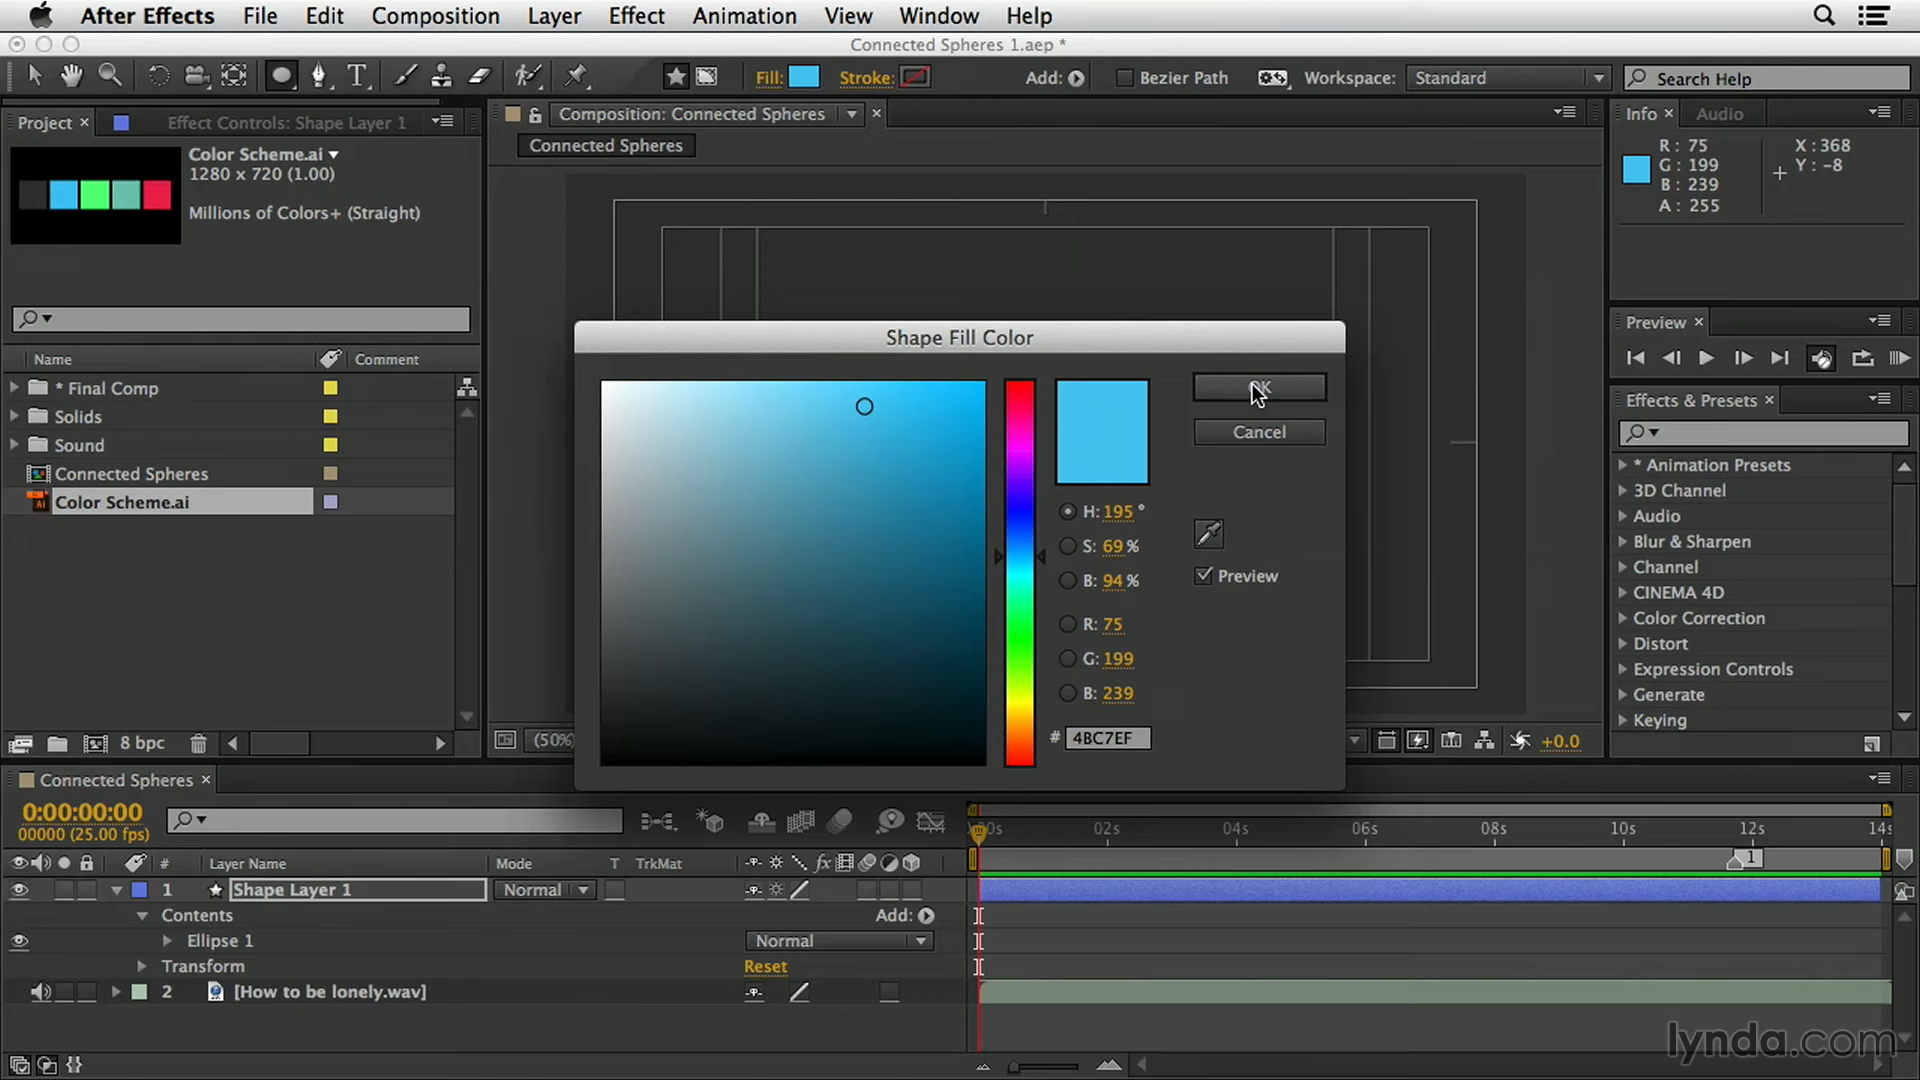 After Effects File Edit Composition Layer Effect Animation View Window Help
Connected Spheres 1.aep *
Fill: Stroke: Add: Bezier Path Workspace: Standard Search Help
Project × Effect Controls: Shape Layer 1
Color Scheme.ai
1280 x 720 (1.00)
Millions of Colors+ (Straight)
Name Comment
* Final Comp
Solids
Sound
Connected Spheres
Color Scheme.ai
8 bpc
Composition: Connected Spheres ×
Connected Spheres
(50%)
+0.0
Shape Fill Color
OK
Cancel
H: 195 °
S: 69 %
B: 94 %
R: 75
G: 199
B: 239
# 4BC7EF
Preview
Info × Audio
R : 75 X : 368
G : 199 Y : -8
B : 239
A : 255
Preview ×
Effects & Presets ×
* Animation Presets
3D Channel
Audio
Blur & Sharpen
Channel
CINEMA 4D
Color Correction
Distort
Expression Controls
Generate
Keying
Connected Spheres ×
0:00:00:00
00000 (25.00 fps)
02s 04s 06s 08s 10s 12s 14s
# Layer Name Mode T TrkMat fx
1
1 Shape Layer 1 Normal
Contents Add:
Ellipse 1 Normal
Transform Reset
2 [How to be lonely.wav]
lynda.com